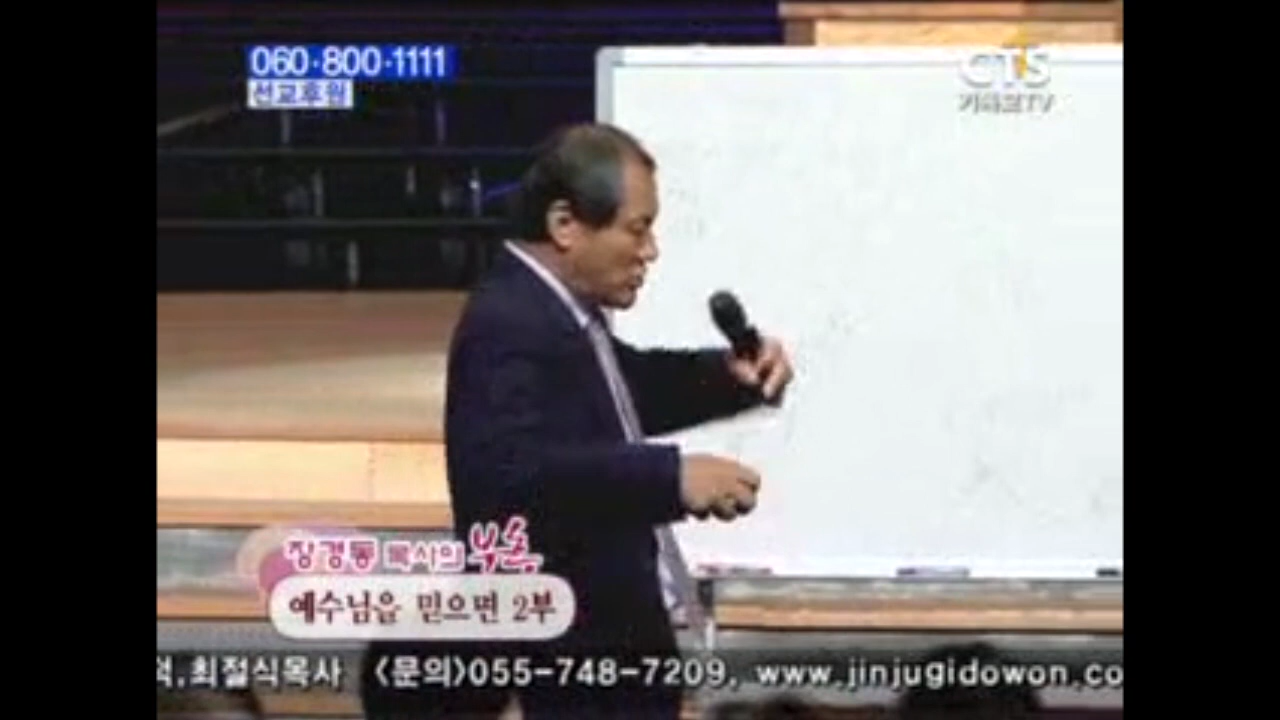 060·800·1111
선교후원
CTS
기독교TV
장경동 목사의 부흥
예수님을 믿으면 2부
최절식목사 <문의>055-748-7209, www.jinjugidowon.co